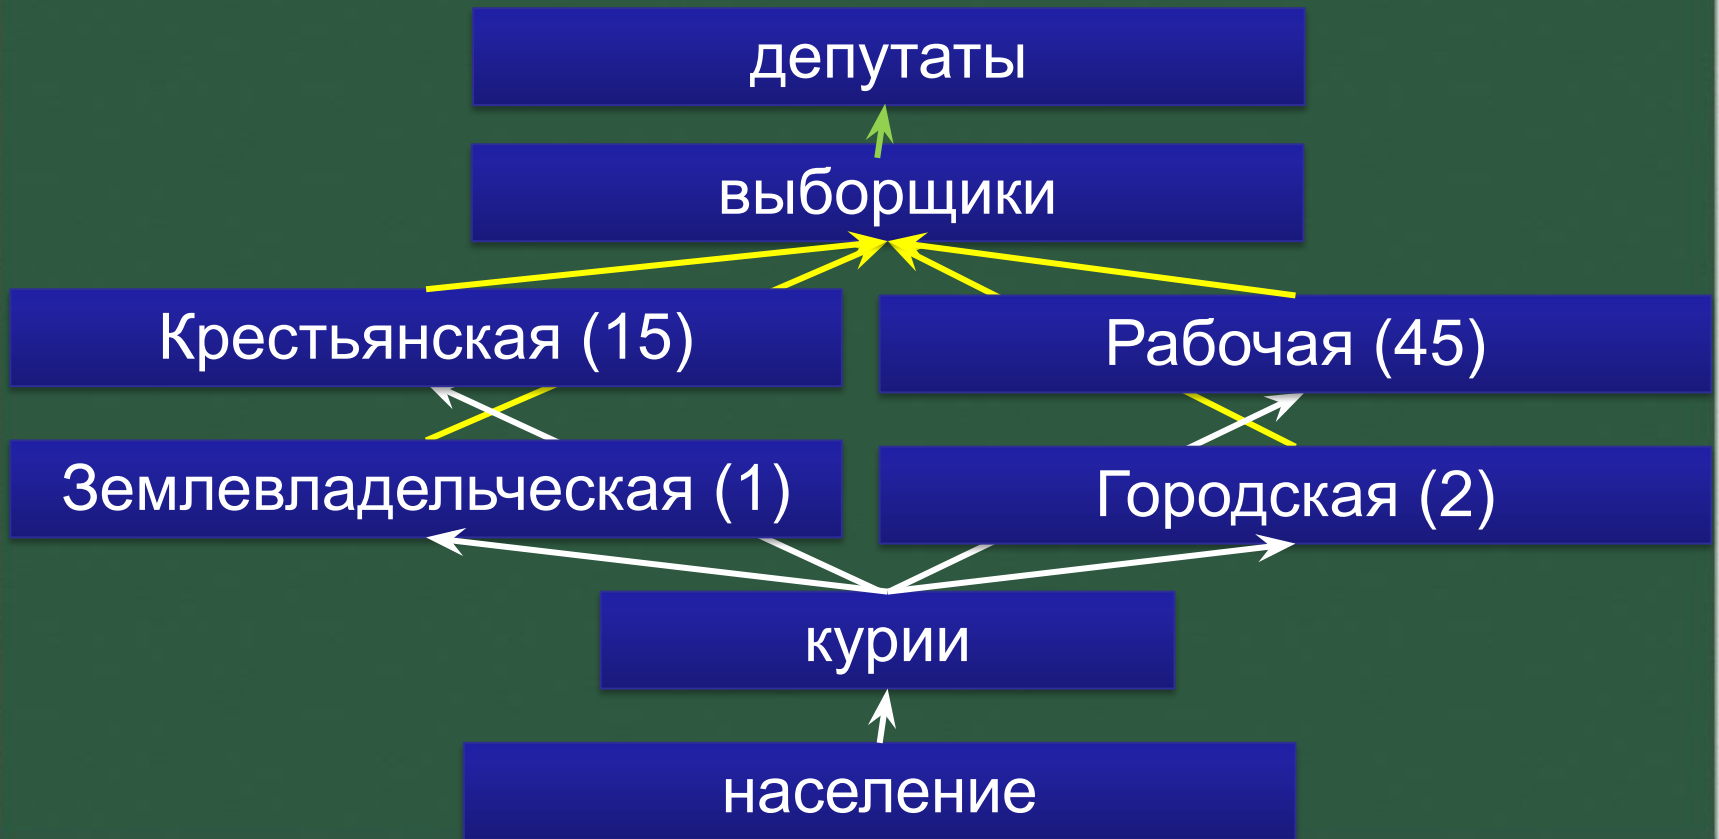 депутаты
выборщики
Крестьянская (15)
Рабочая (45)
Землевладельческая (1)
Городская (2)
курии
население